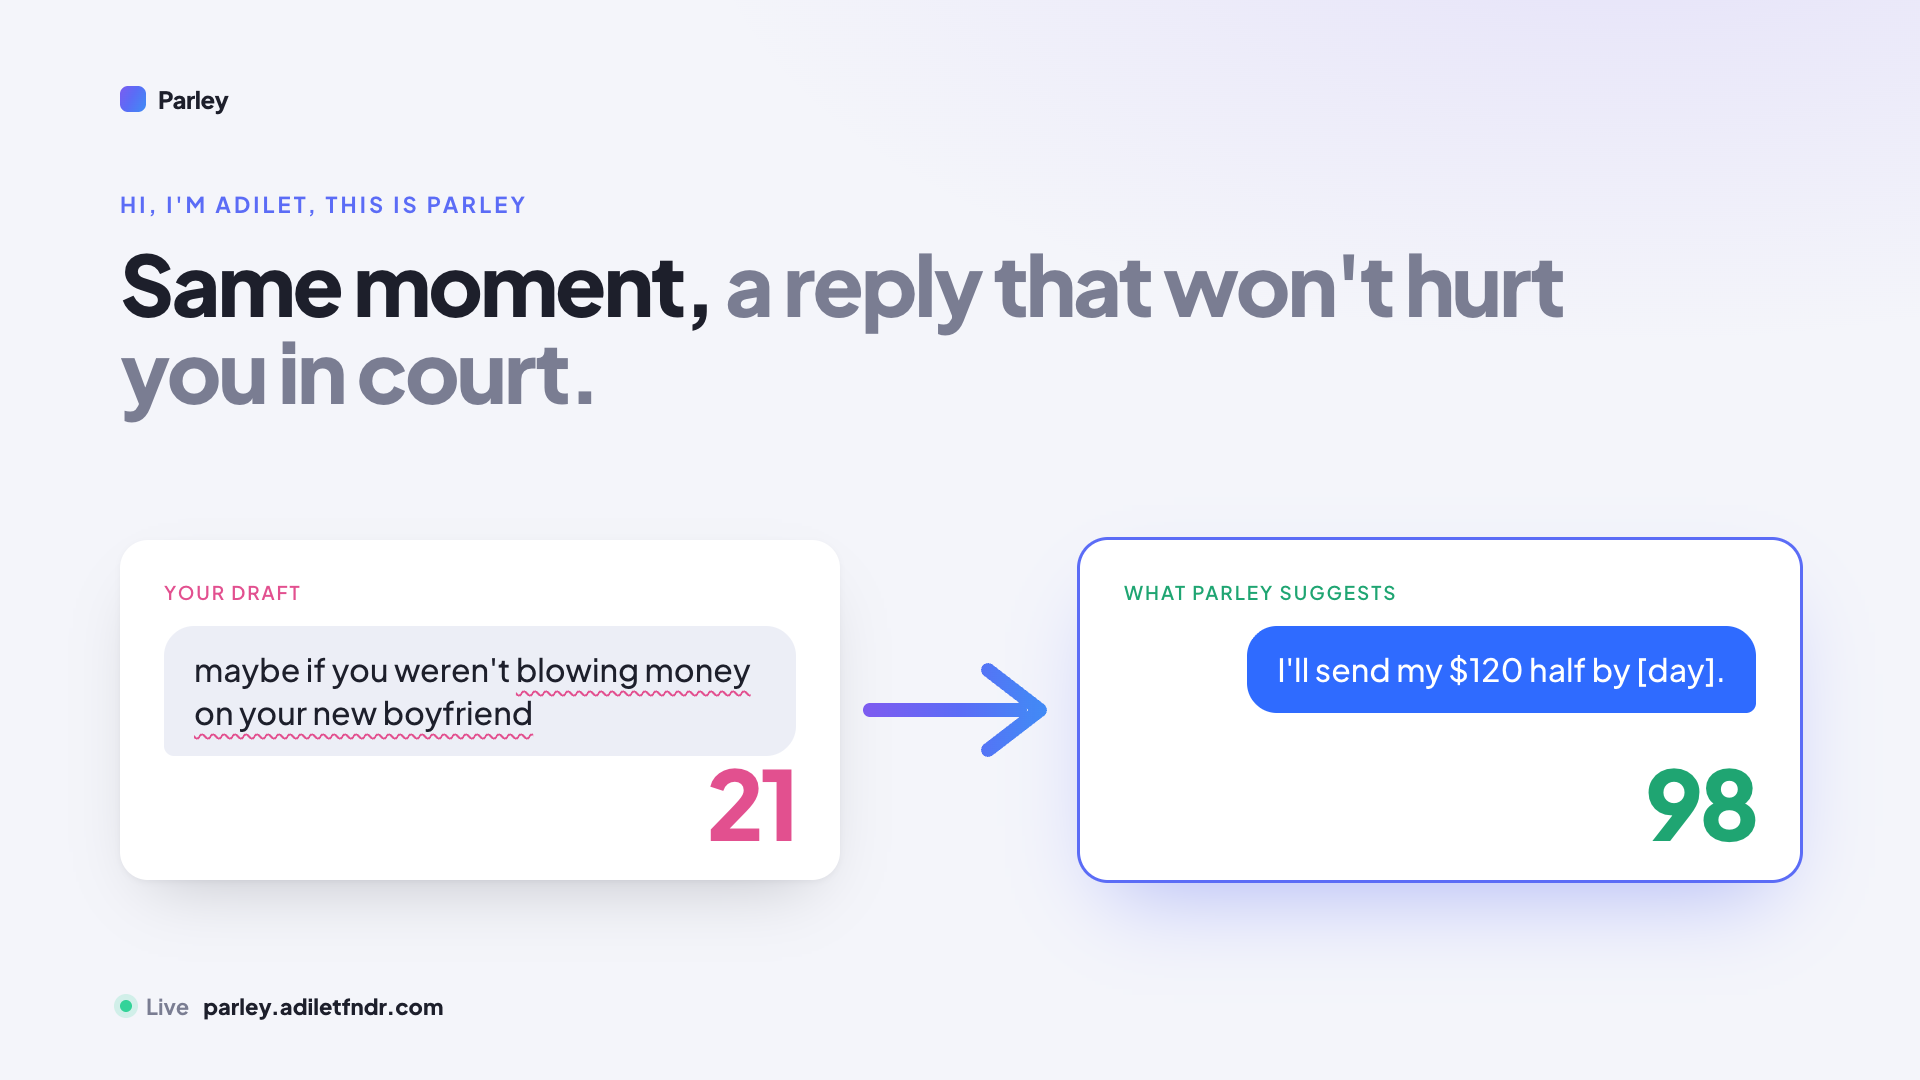 Parley
HI, I'M ADILET, THIS IS PARLEY
Same moment, a reply that won't hurt
you in court.
YOUR DRAFT
maybe if you weren't blowing money
on your new boyfriend
21
WHAT PARLEY SUGGESTS
I'll send my $120 half by [day].
98
Live parley.adiletfndr.com